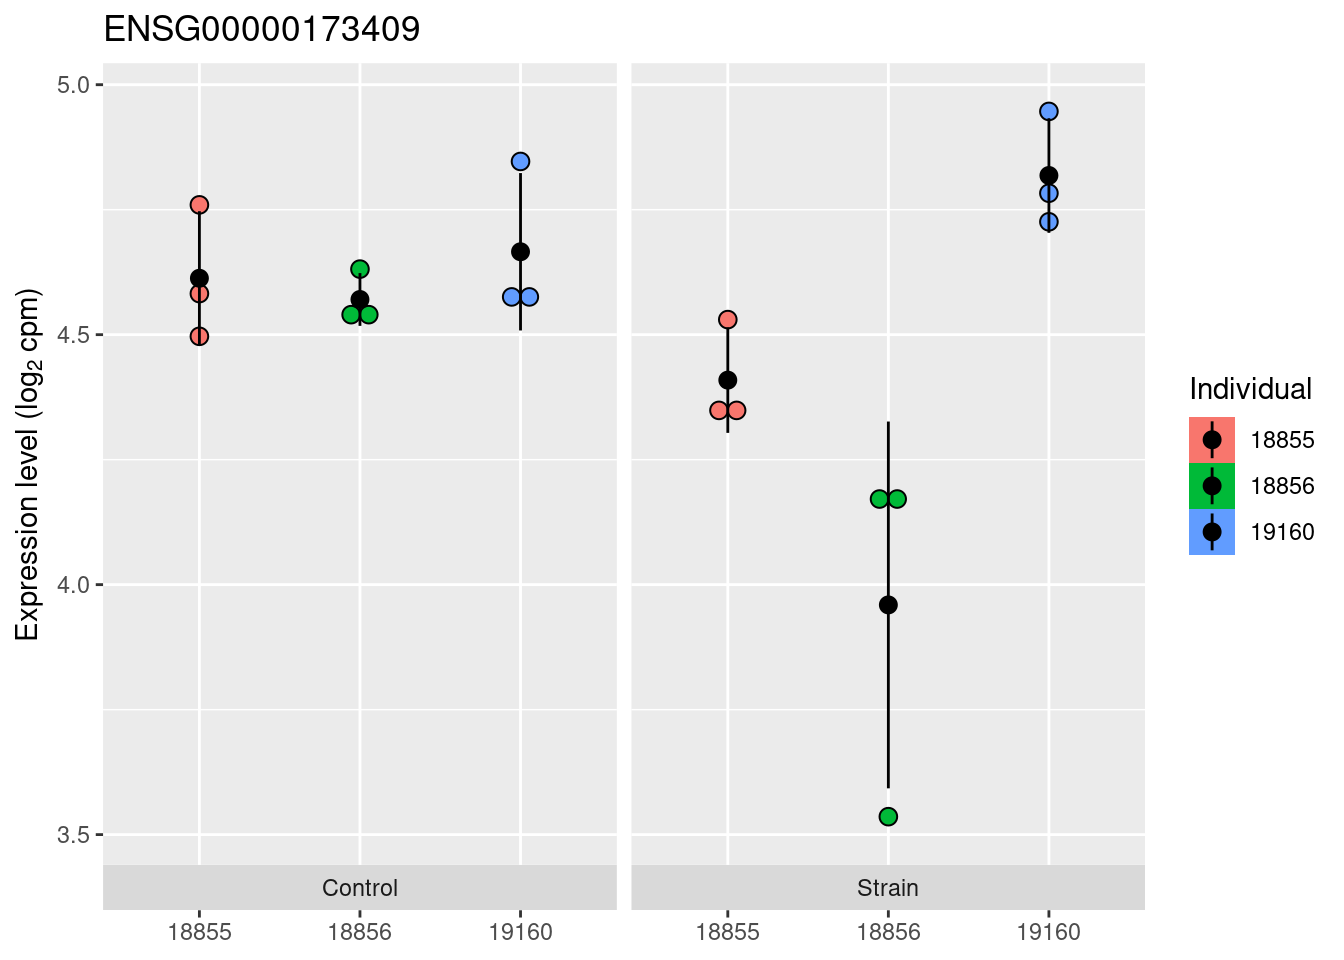 ENSG00000173409
Expression level (log₂ cpm)
5.0
4.5
4.0
3.5
Control
Strain
18855
18856
19160
18855
18856
19160
Individual
18855
18856
19160